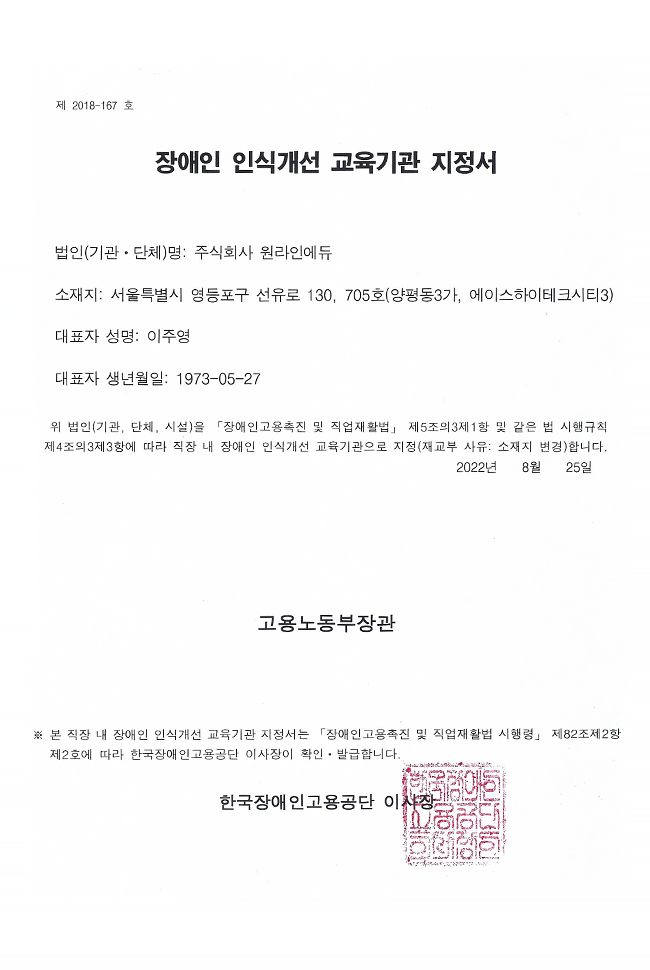 제 2018-167 호
장애인 인식개선 교육기관 지정서
법인(기관・단체)명: 주식회사 원라인에듀
소재지: 서울특별시 영등포구 선유로 130, 705호(양평동3가, 에이스하이테크시티3)
대표자 성명: 이주영
대표자 생년월일: 1973-05-27
위 법인(기관, 단체, 시설)을 「장애인고용촉진 및 직업재활법」 제5조의3제1항 및 같은 법 시행규칙
제4조의3제3항에 따라 직장 내 장애인 인식개선 교육기관으로 지정(재교부 사유: 소재지 변경)합니다.
2022년 8월 25일
고용노동부장관
※ 본 직장 내 장애인 인식개선 교육기관 지정서는 「장애인고용촉진 및 직업재활법 시행령」 제82조제2항
제2호에 따라 한국장애인고용공단 이사장이 확인・발급합니다.
한국장애인고용공단 이사장